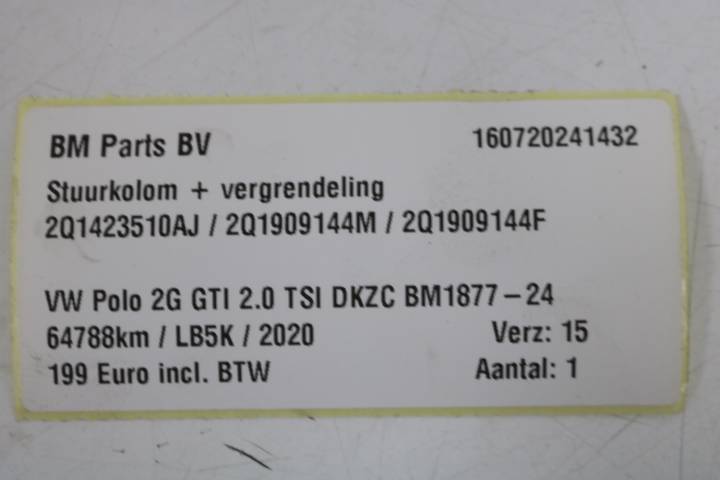 BM Parts BV 160720241432
Stuurkolom + vergrendeling
2Q1423510AJ / 2Q1909144M / 2Q1909144F
VW Polo 2G GTI 2.0 TSI DKZC BM1877-24
64788km / LB5K / 2020 Verz: 15
199 Euro incl. BTW Aantal: 1